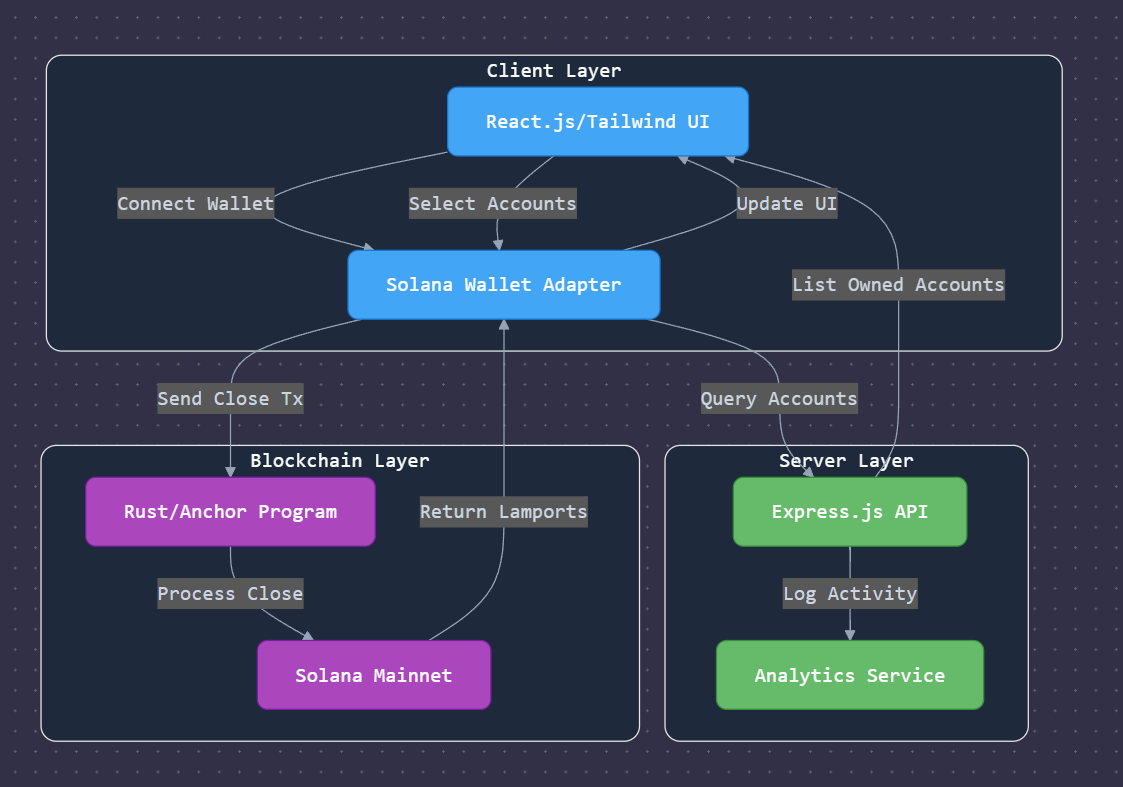 Client Layer
React.js/Tailwind UI
Connect Wallet
Select Accounts
Update UI
Solana Wallet Adapter
List Owned Accounts
Send Close Tx
Query Accounts
Blockchain Layer
Server Layer
Rust/Anchor Program
Return Lamports
Express.js API
Process Close
Log Activity
Solana Mainnet
Analytics Service